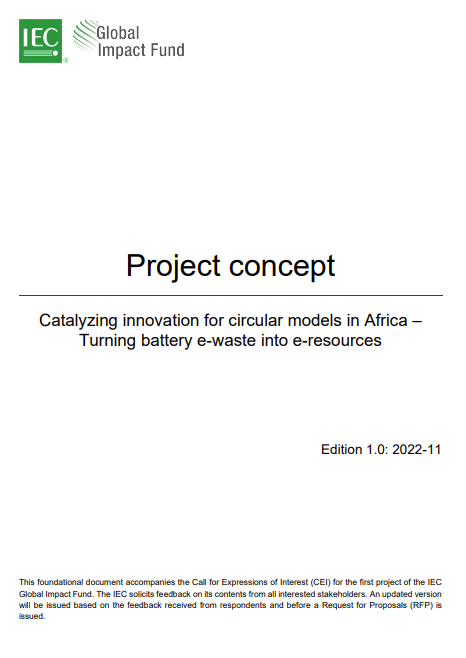 IEC ®
Global
Impact Fund
Project concept
Catalyzing innovation for circular models in Africa –
Turning battery e-waste into e-resources
Edition 1.0: 2022-11
This foundational document accompanies the Call for Expressions of Interest (CEI) for the first project of the IEC
Global Impact Fund. The IEC solicits feedback on its contents from all interested stakeholders. An updated version
will be issued based on the feedback received from respondents and before a Request for Proposals (RFP) is
issued.